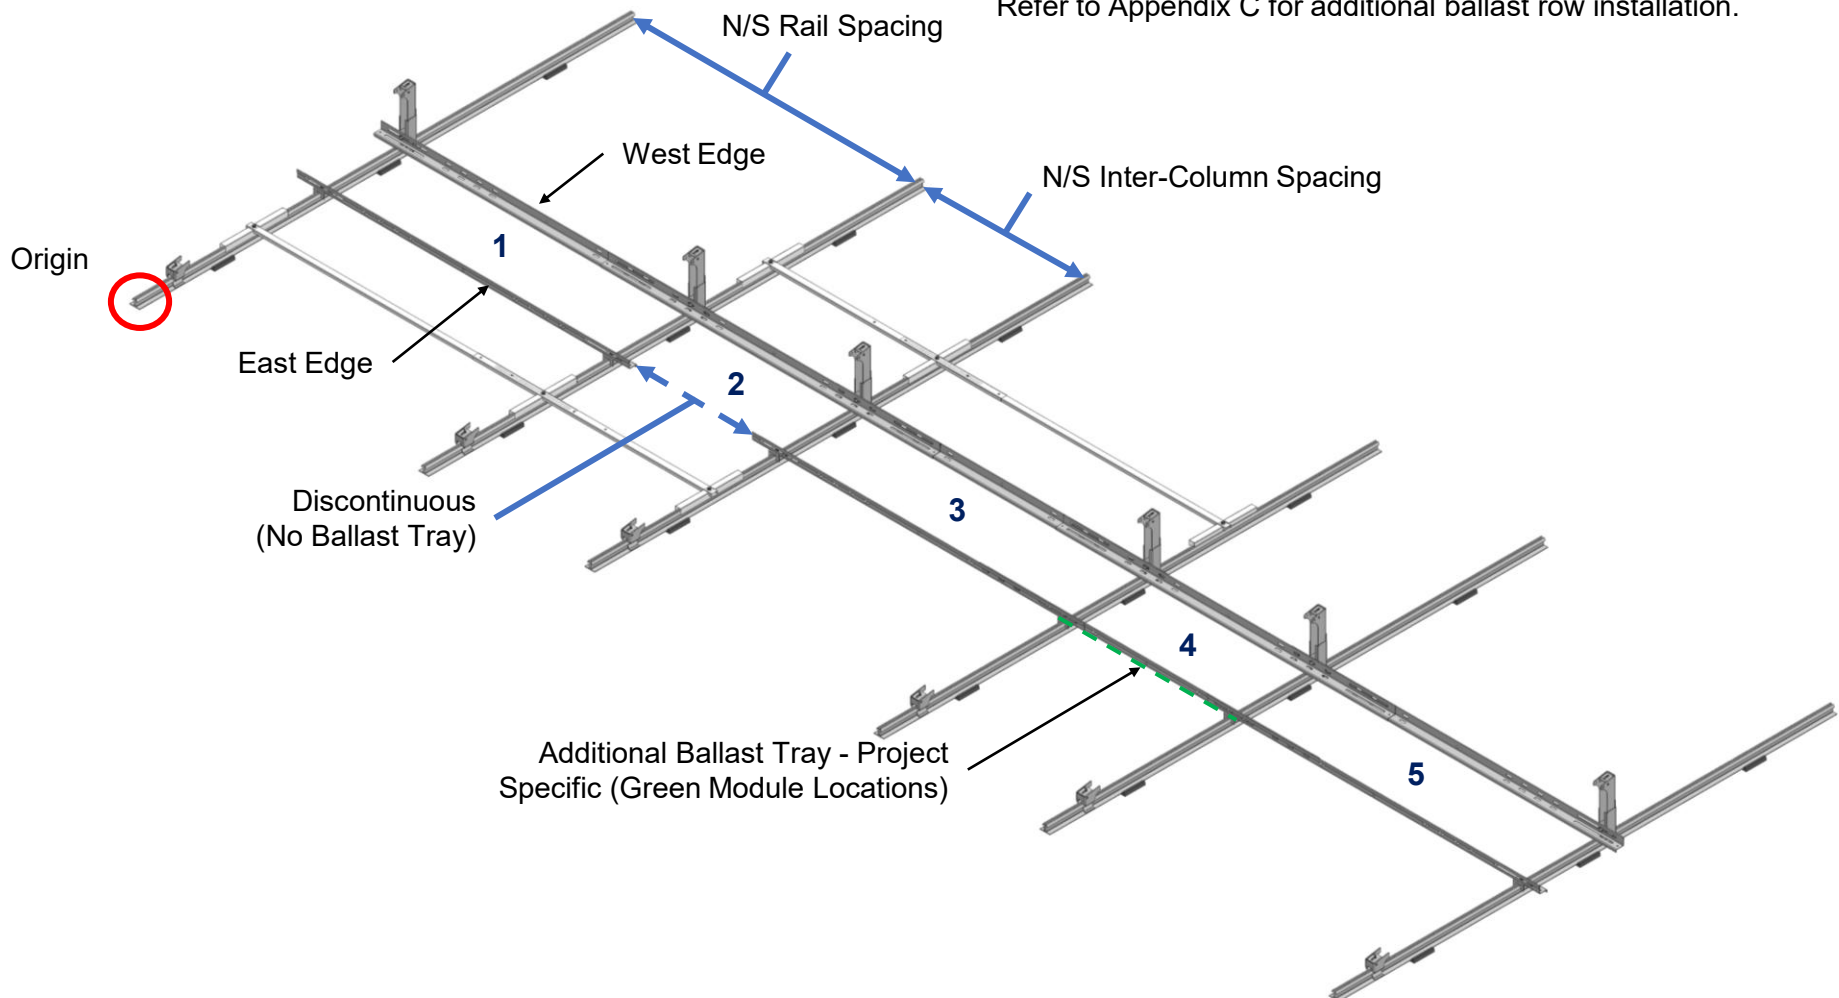 Refer to Appendix C for additional ballast row installation.
N/S Rail Spacing
West Edge
N/S Inter-Column Spacing
Origin
1
East Edge
2
Discontinuous
(No Ballast Tray)
3
4
Additional Ballast Tray - Project
Specific (Green Module Locations)
5